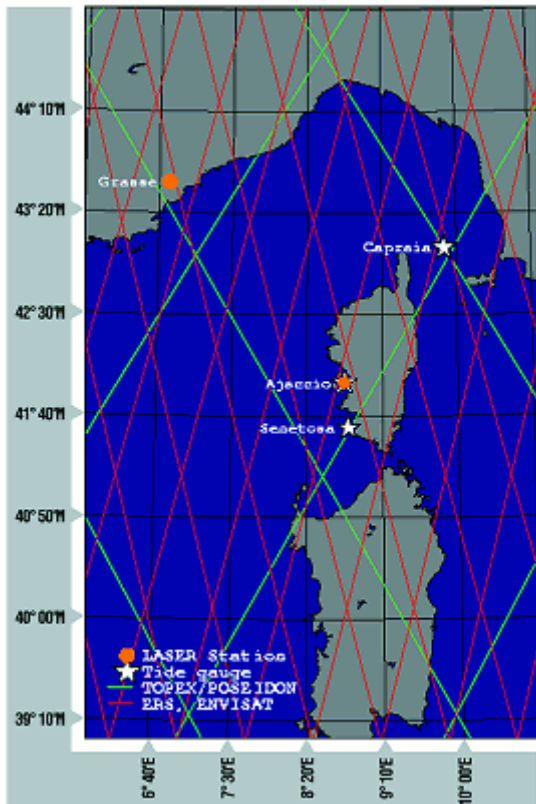 44°10'N
Grasse
43°20'N
Capraia
42°30'N
Ajaccio
41°40'N
Senetosa
40°50'N
40°00'N
LASER Station
Tide gauge
TOPEX/POSEIDON
ERS, ENVISAT
39°10'N
6°40'E
7°30'E
8°20'E
9°10'E
10°00'E